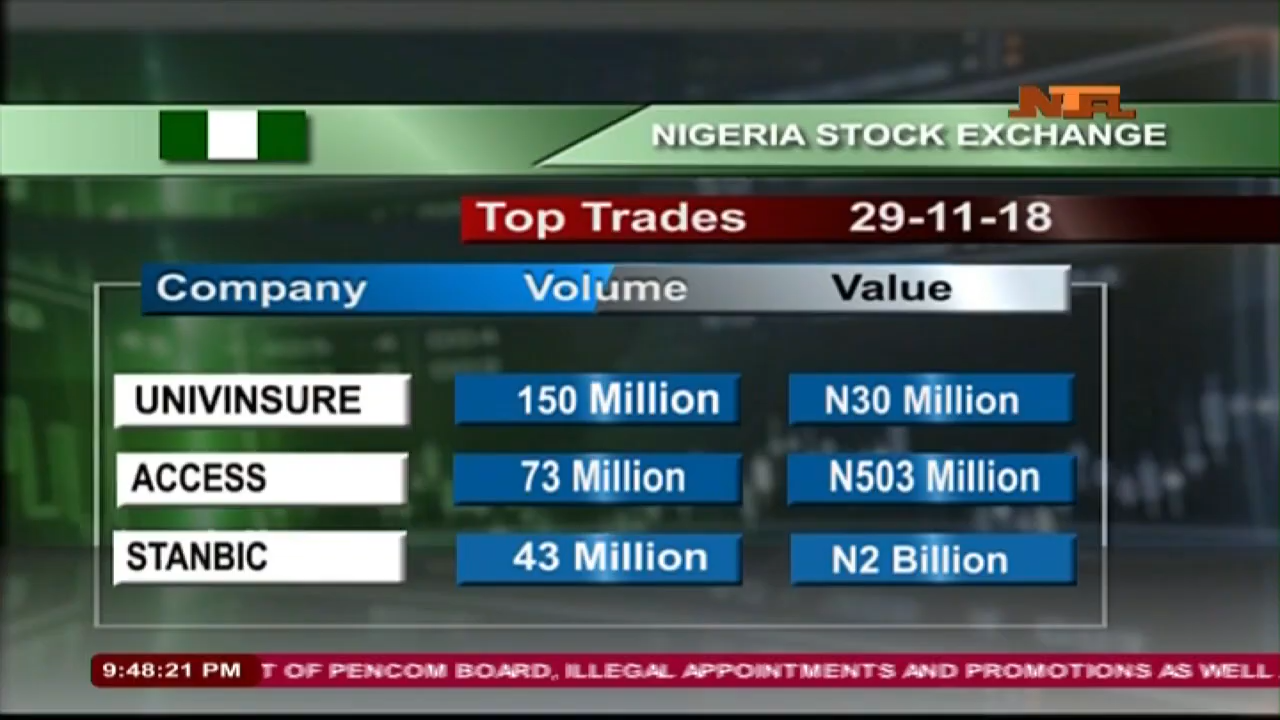 NTA
NIGERIA STOCK EXCHANGE
Top Trades 29-11-18
Company Volume Value
UNIVINSURE 150 Million N30 Million
ACCESS 73 Million N503 Million
STANBIC 43 Million N2 Billion
9:48:21 PM T OF PENCOM BOARD, ILLEGAL APPOINTMENTS AND PROMOTIONS AS WELL